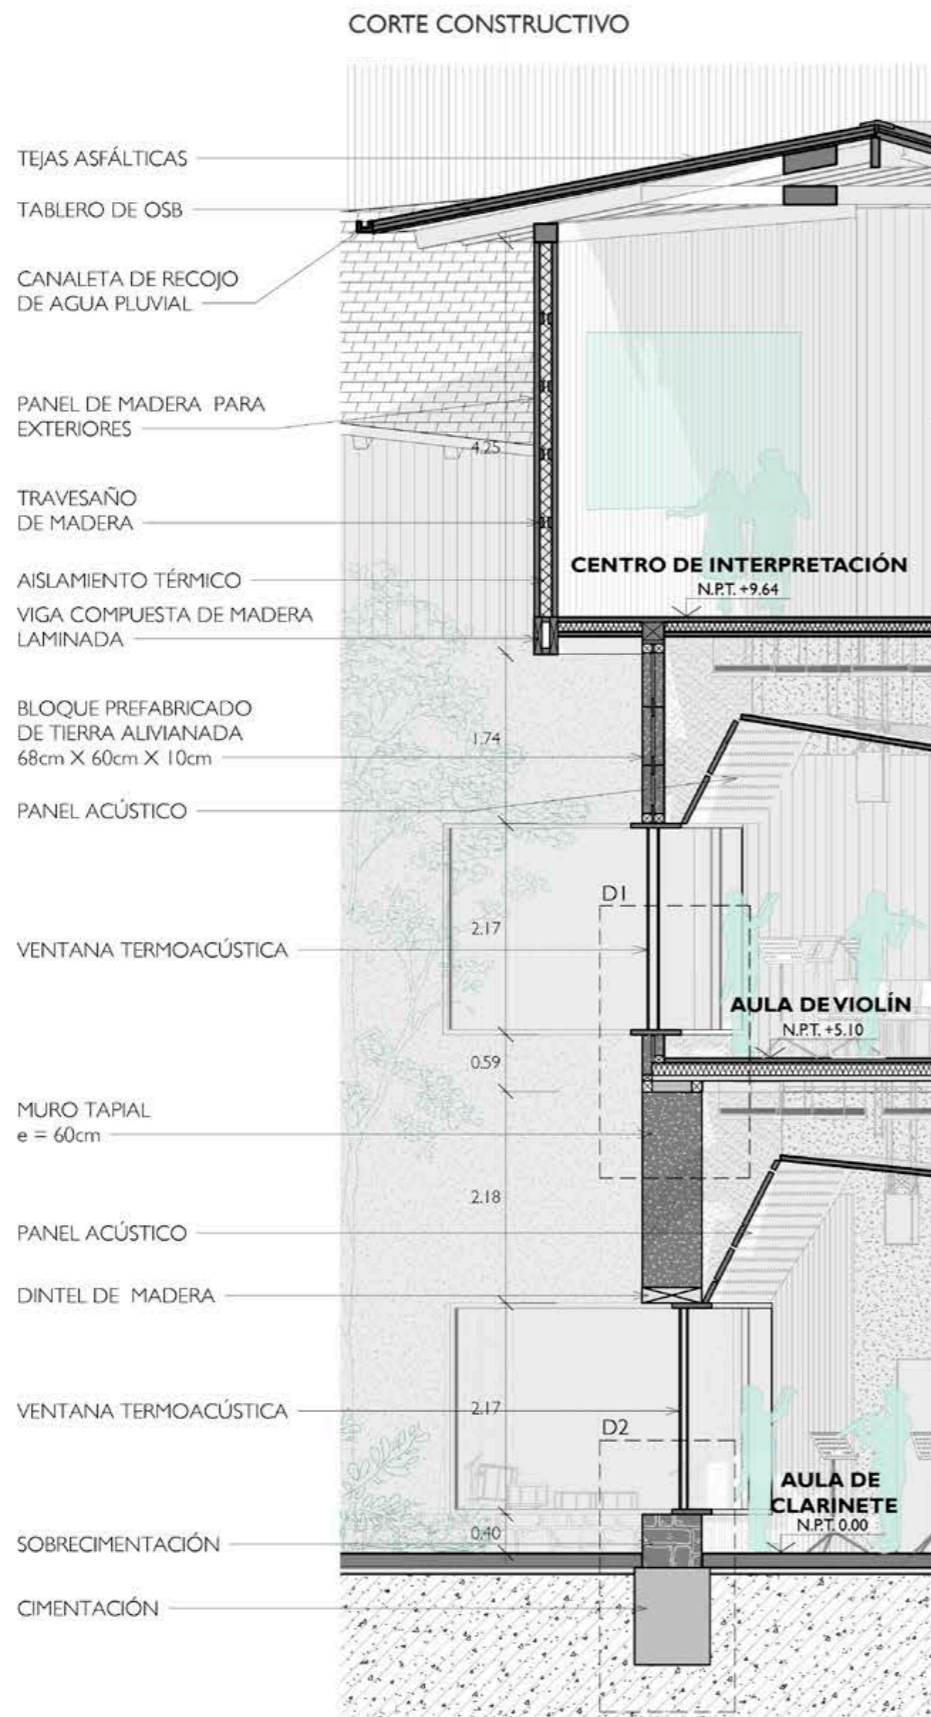 CORTE CONSTRUCTIVO
TEJAS ASFÁLTICAS
TABLERO DE OSB
CANALETA DE RECOJO
DE AGUA PLUVIAL
PANEL DE MADERA PARA
EXTERIORES
4.25
TRAVESAÑO
DE MADERA
CENTRO DE INTERPRETACIÓN
N.P.T. +9.64
AISLAMIENTO TÉRMICO
VIGA COMPUESTA DE MADERA
LAMINADA
BLOQUE PREFABRICADO
DE TIERRA ALIVIANADA
68cm X 60cm X 10cm
1.74
PANEL ACÚSTICO
D1
2.17
VENTANA TERMOACÚSTICA
AULA DE VIOLÍN
N.P.T. +5.10
0.59
MURO TAPIAL
e = 60cm
2.18
PANEL ACÚSTICO
DINTEL DE MADERA
2.17
VENTANA TERMOACÚSTICA
D2
AULA DE
CLARINETE
N.P.T. 0.00
0.40
SOBRECIMENTACIÓN
CIMENTACIÓN